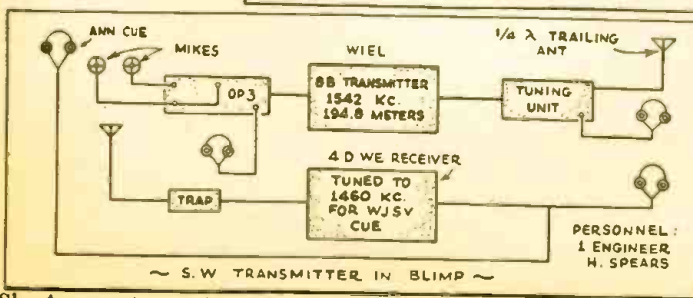 ANN CUE
MIKES
WIEL
1/4 λ TRAILING
ANT
OP3
8B TRANSMITTER
1542 KC.
194.8 METERS
TUNING
UNIT
4 D WE RECEIVER
TRAP
TUNED TO
1460 KC.
FOR WJSV
CUE
PERSONNEL:
1 ENGINEER
H. SPEARS
~ S.W TRANSMITTER IN BLIMP ~